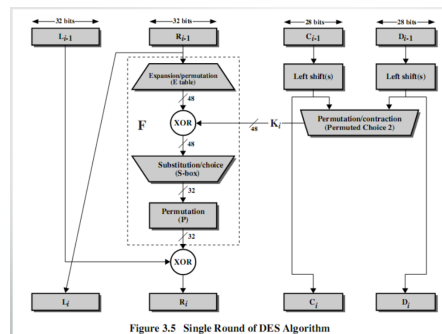 32 bits 32 bits 28 bits 28 bits
Li-1 Ri-1 Ci-1 Di-1
Expansion/permutation
(E table)
Left shift(s) Left shift(s)
48
F XOR 48 Ki
Permutation/contraction
(Permuted Choice 2)
48
Substitution/choice
(S-box)
32
Permutation
(P)
32
XOR
Li Ri Ci Di
Figure 3.5 Single Round of DES Algorithm